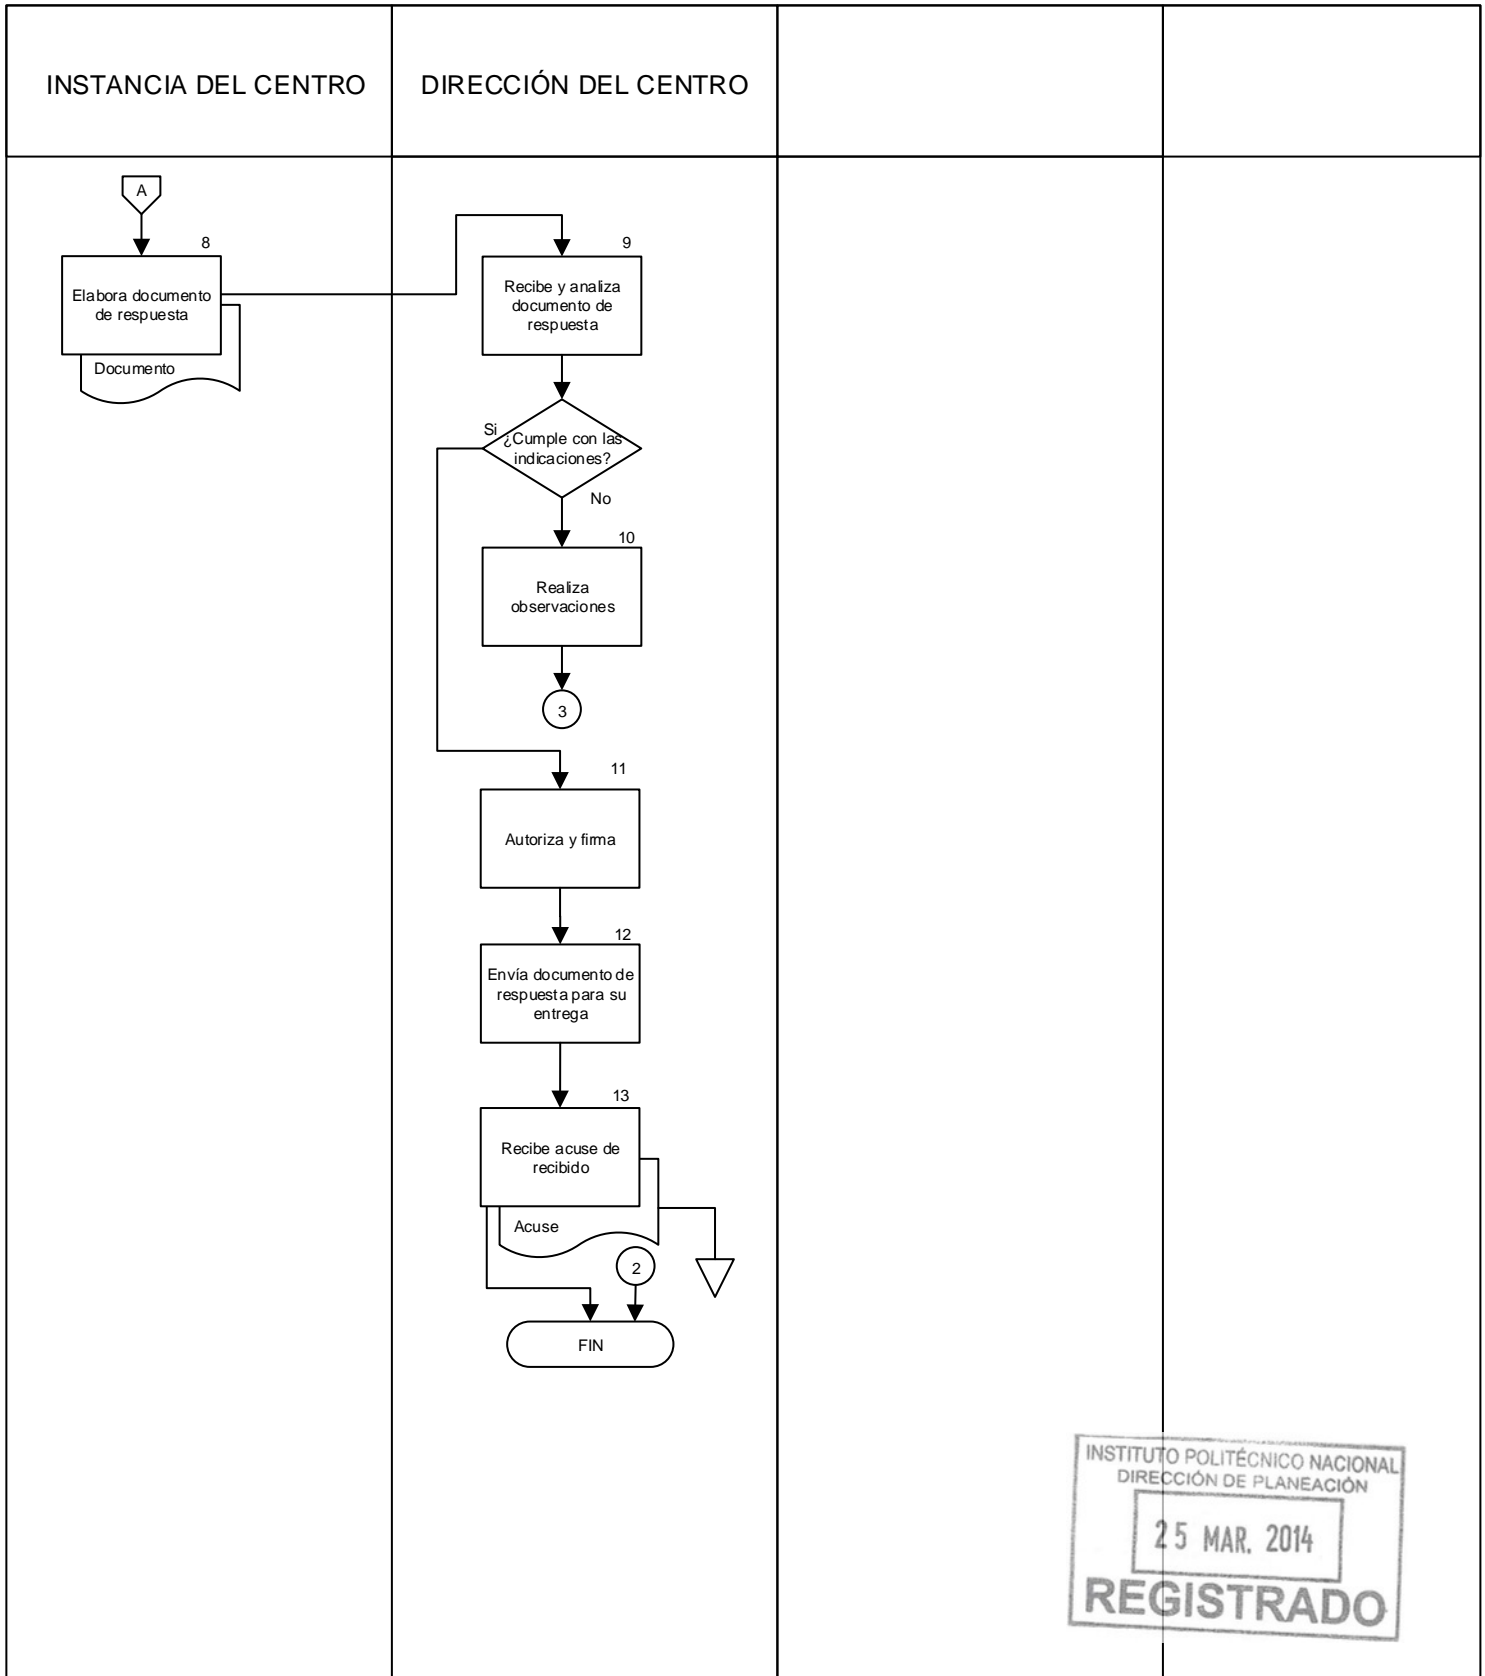 INSTANCIA DEL CENTRO
DIRECCIÓN DEL CENTRO
A
8
Elabora documento
de respuesta
Documento
9
Recibe y analiza
documento de
respuesta
Si
¿Cumple con las
indicaciones?
No
10
Realiza
observaciones
3
11
Autoriza y firma
12
Envía documento de
respuesta para su
entrega
13
Recibe acuse de
recibido
Acuse
2
FIN
INSTITUTO POLITÉCNICO NACIONAL
DIRECCIÓN DE PLANEACIÓN
25 MAR. 2014
REGISTRADO